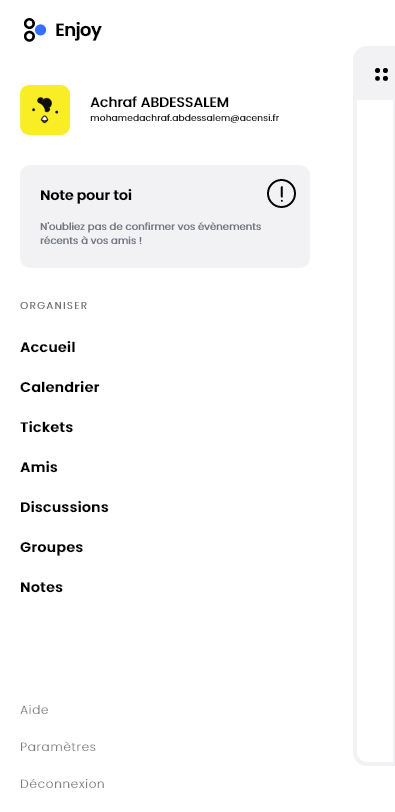 Enjoy
Achraf ABDESSALEM
mohamedachraf.abdessalem@acensi.fr
Note pour toi
N'oubliez pas de confirmer vos évènements
récents à vos amis !
ORGANISER
Accueil
Calendrier
Tickets
Amis
Discussions
Groupes
Notes
Aide
Paramètres
Déconnexion